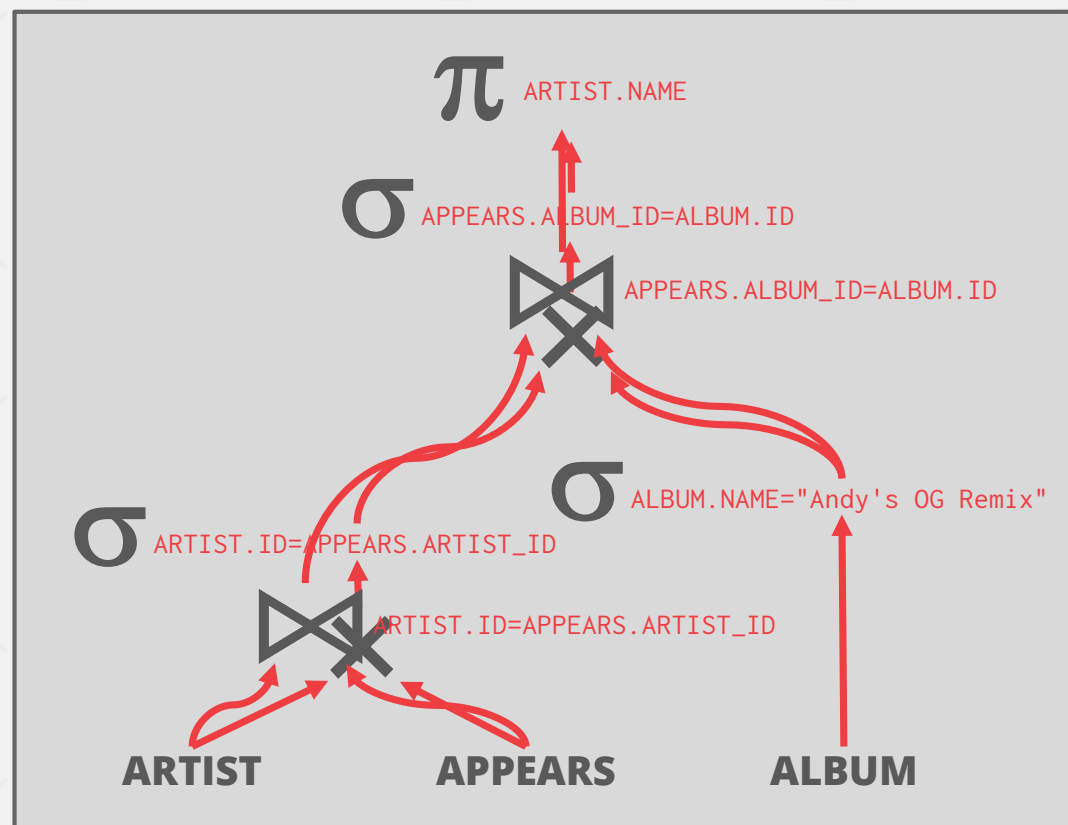 π ARTIST.NAME
σ APPEARS.ALBUM_ID=ALBUM.ID
⋈ APPEARS.ALBUM_ID=ALBUM.ID
×
σ ALBUM.NAME="Andy's OG Remix"
σ ARTIST.ID=APPEARS.ARTIST_ID
⋈ × ARTIST.ID=APPEARS.ARTIST_ID
ARTIST APPEARS ALBUM